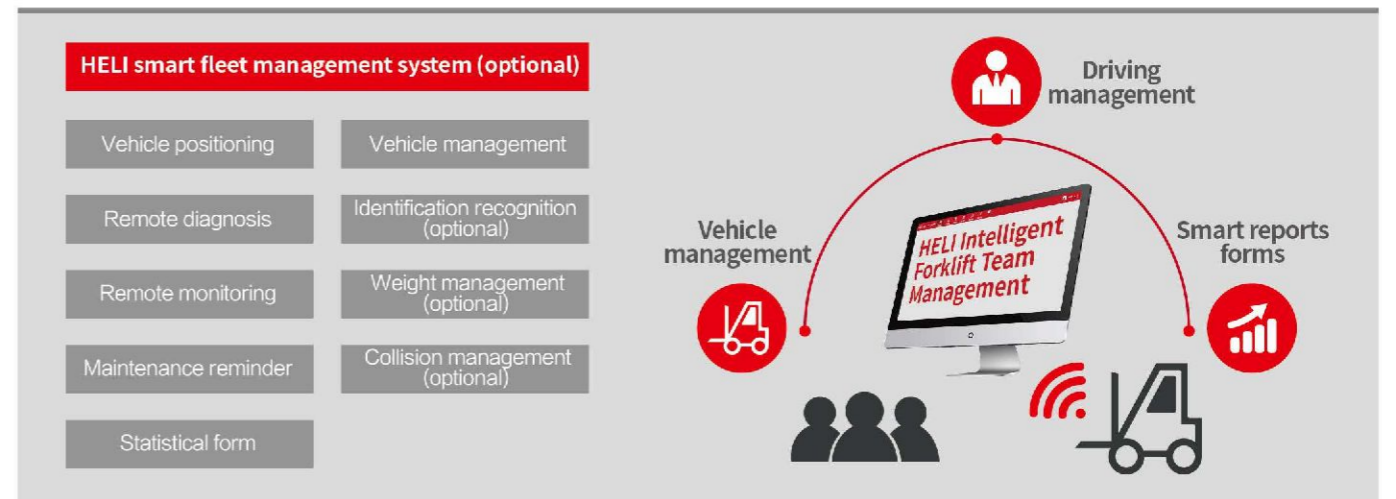 HELI smart fleet management system (optional)
Vehicle positioning
Vehicle management
Remote diagnosis
Identification recognition
(optional)
Remote monitoring
Weight management
(optional)
Maintenance reminder
Collision management
(optional)
Statistical form
Driving
management
Vehicle
management
HELI Intelligent
Forklift Team
Management
Smart reports
forms